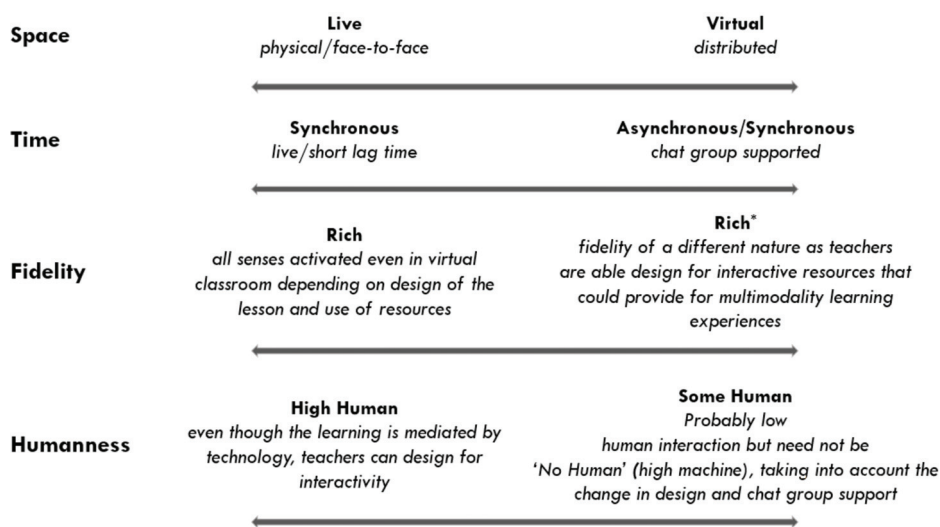 Space
Live
physical/face-to-face
Virtual
distributed
Time
Synchronous
live/short lag time
Asynchronous/Synchronous
chat group supported
Fidelity
Rich
all senses activated even in virtual
classroom depending on design of the
lesson and use of resources
Rich*
fidelity of a different nature as teachers
are able design for interactive resources that
could provide for multimodality learning
experiences
Humanness
High Human
even though the learning is mediated by
technology, teachers can design for
interactivity
Some Human
Probably low
human interaction but need not be
‘No Human’ (high machine), taking into account the
change in design and chat group support